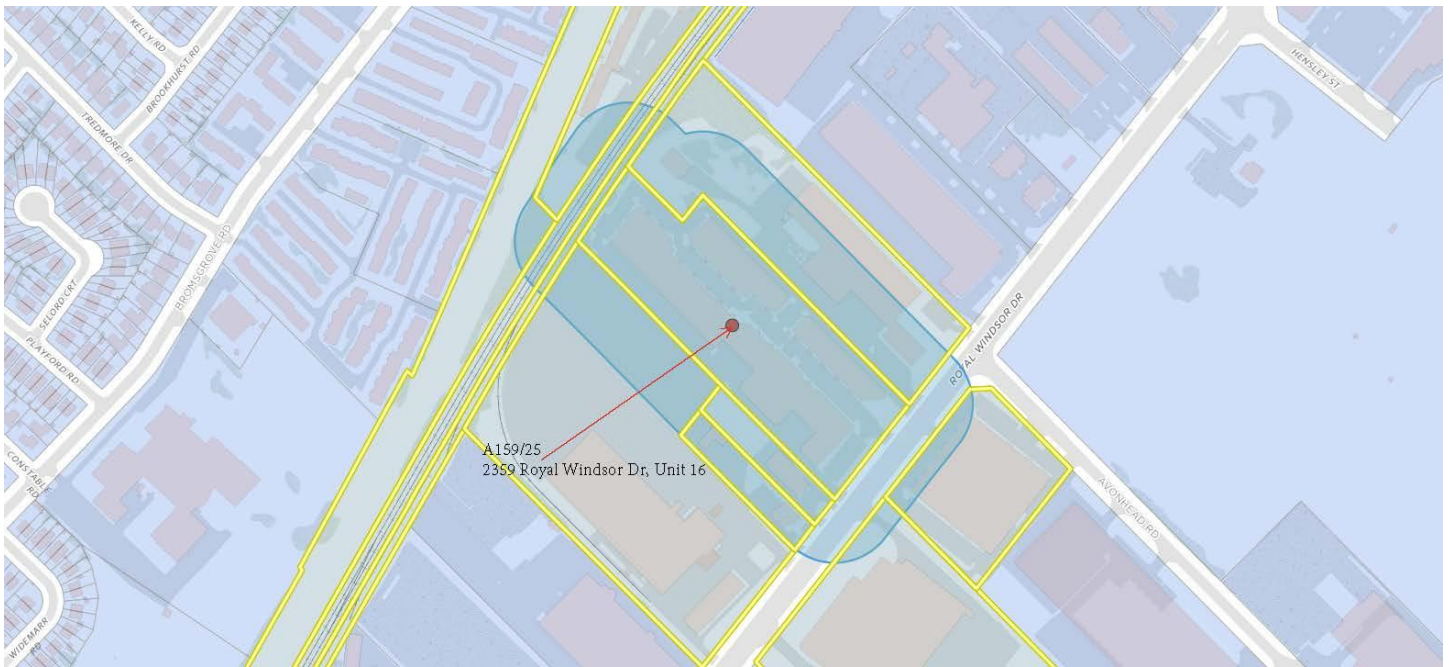 KELLY RD
BROOKHURST RD
TREDMORE DR
HENSLEY ST
BROMSGROVE RD
SELORD CRT
PLAYFORD RD
ROYAL WINDSOR DR
A159/25
2359 Royal Windsor Dr, Unit 16
CONSTABLE
RD
AVONHEAD RD
WIDEMARR
RD